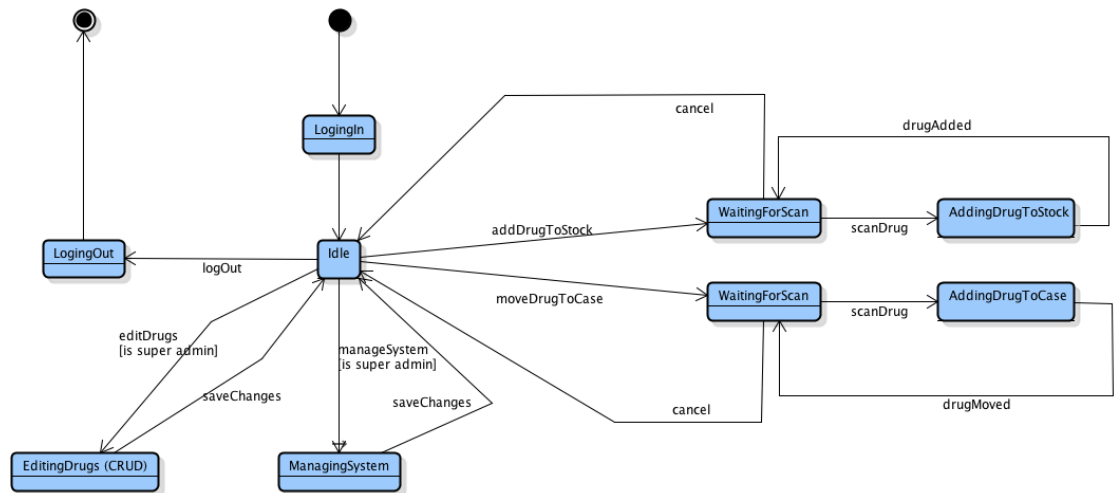 cancel
drugAdded
LogingIn
WaitingForScan
AddingDrugToStock
scanDrug
addDrugToStock
LogingOut
Idle
logOut
moveDrugToCase
WaitingForScan
AddingDrugToCase
scanDrug
editDrugs
[is super admin]
manageSystem
[is super admin]
saveChanges
saveChanges
cancel
drugMoved
EditingDrugs (CRUD)
ManagingSystem